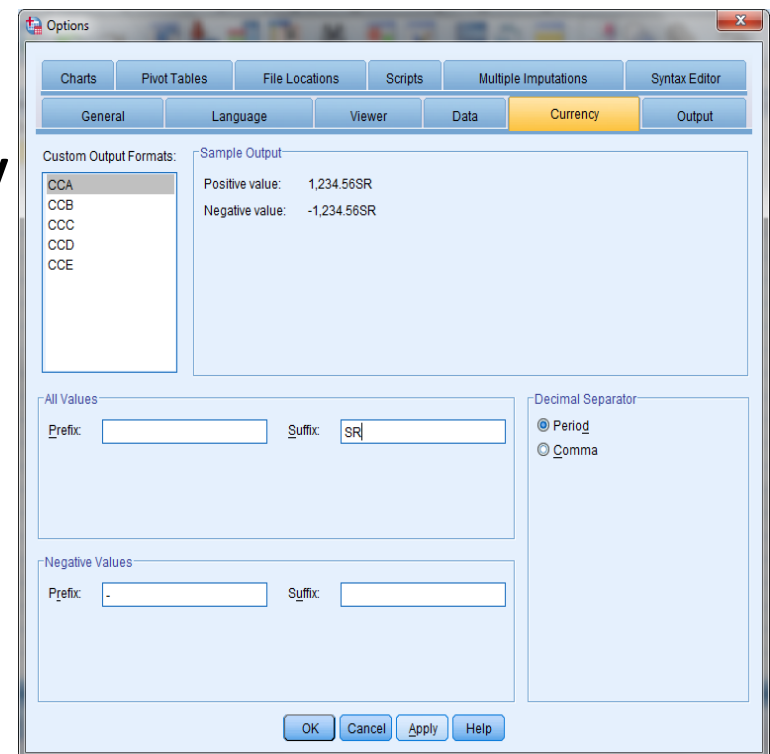 Options
X
Charts Pivot Tables File Locations Scripts Multiple Imputations Syntax Editor
General Language Viewer Data Currency Output
Custom Output Formats:
CCA
CCB
CCC
CCD
CCE
Sample Output
Positive value: 1,234.56SR
Negative value: -1,234.56SR
All Values
Prefix: Suffix: SR
Decimal Separator
Period
Comma
Negative Values
Prefix: - Suffix:
OK Cancel Apply Help